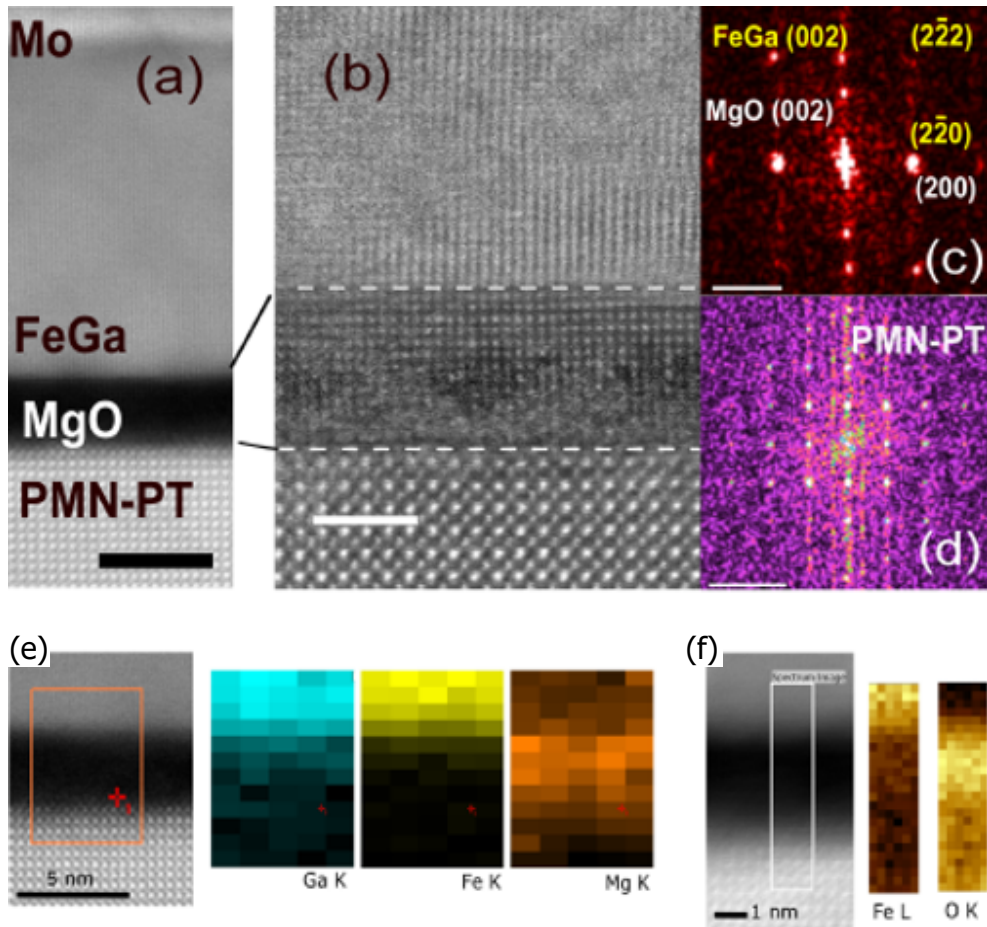 Mo
(a)
FeGa
MgO
PMN-PT
(b)
FeGa (002)
(22̄2)
MgO (002)
(22̄0)
(200)
(c)
PMN-PT
(d)
(e)
5 nm
Ga K
Fe K
Mg K
(f)
Spectrum Image
1 nm
Fe L
O K